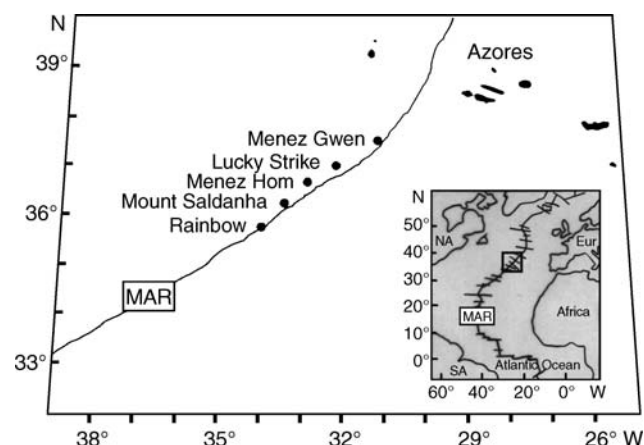 N
39°
Azores
Menez Gwen
Lucky Strike
Menez Hom
36°
Mount Saldanha
Rainbow
MAR
33°
38°
35°
32°
29°
26° W
N
50°
NA
Eur
40°
30°
20°
MAR
Africa
10°
0°
SA
Atlantic Ocean
60° 40° 20° 0° W